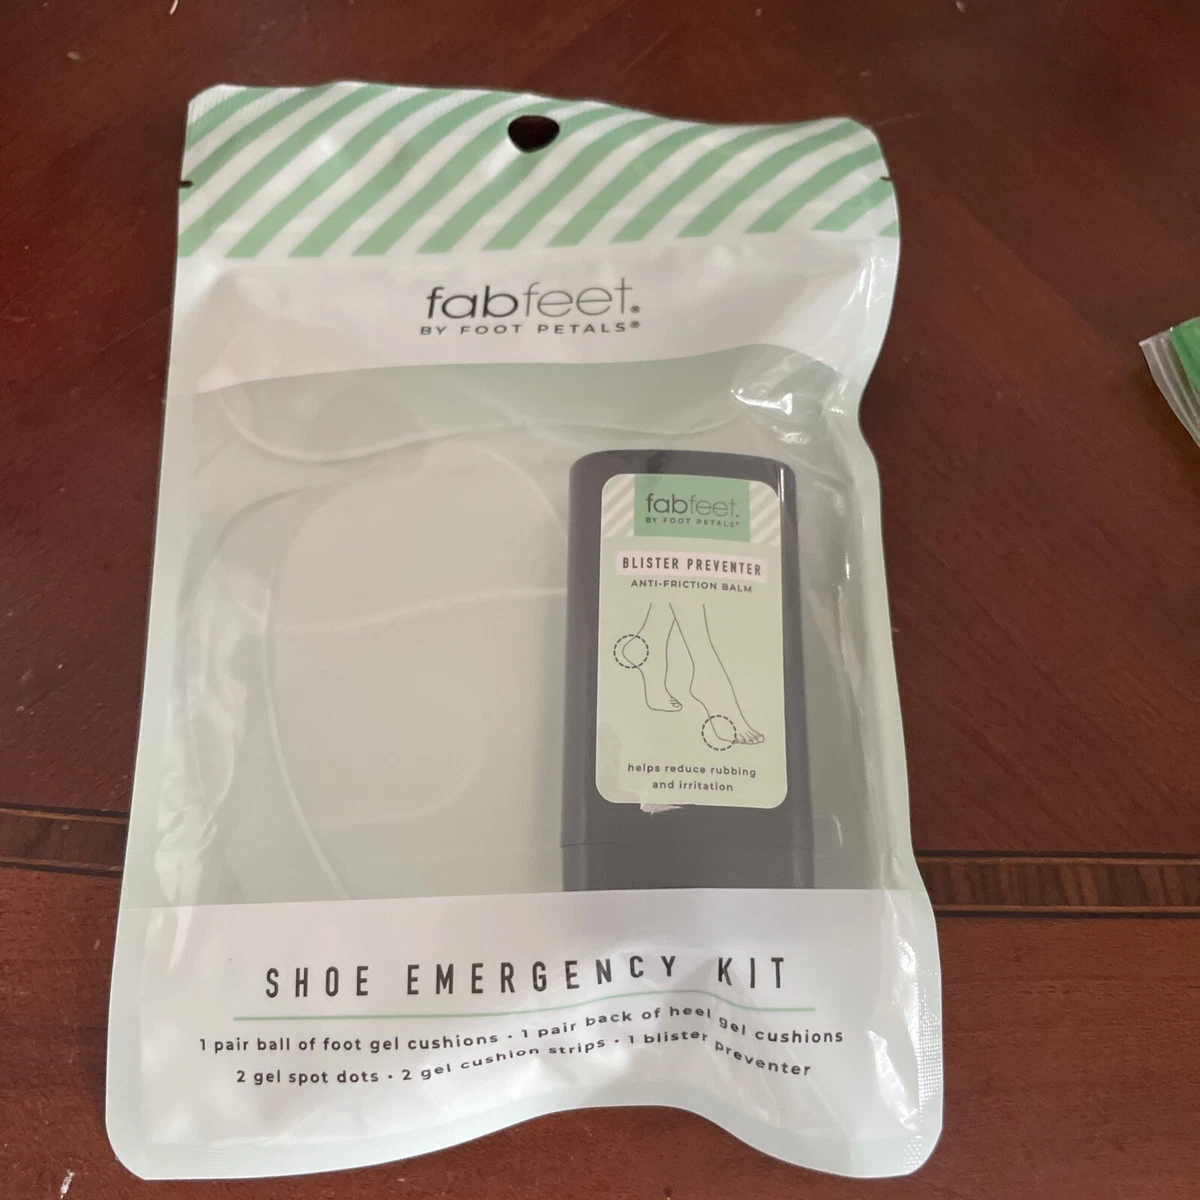 fabfeet®
BY FOOT PETALS®
fabfeet.
BY FOOT PETALS®
BLISTER PREVENTER
ANTI-FRICTION BALM
helps reduce rubbing
and irritation
SHOE EMERGENCY KIT
1 pair ball of foot gel cushions • 1 pair back of heel gel cushions
2 gel spot dots • 2 gel cushion strips • 1 blister preventer